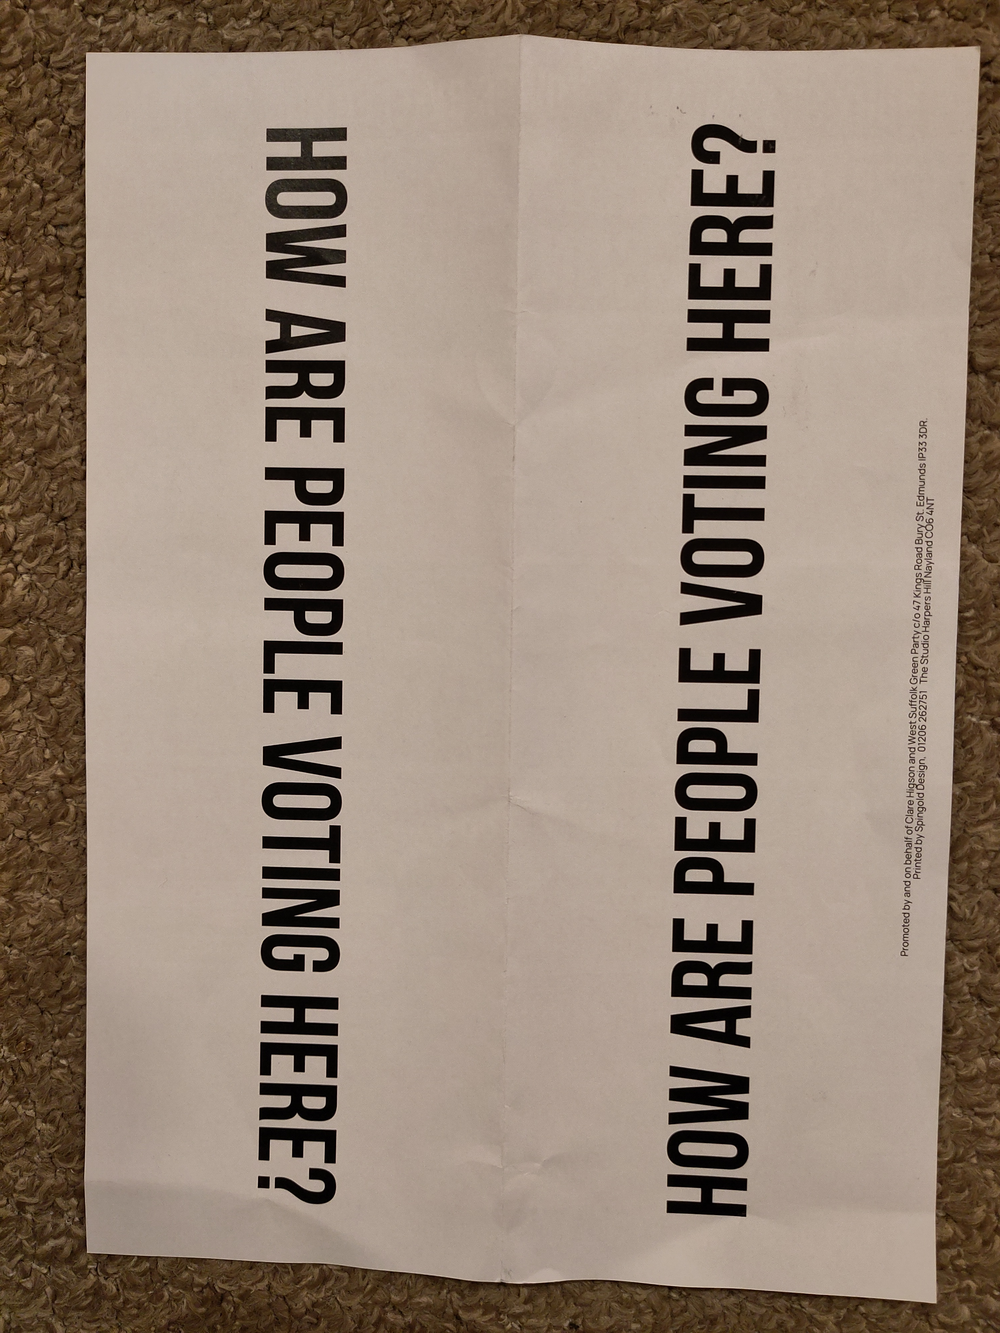 HOW ARE PEOPLE VOTING HERE?
HOW ARE PEOPLE VOTING HERE?
Promoted by and on behalf of Clare Higson and West Suffolk Green Party c/o 47 Kings Road Bury St. Edmunds IP33 3DR.
Printed by Spingold Design, 01206 262751 The Studio Harpers Hill Nayland CO6 4NT